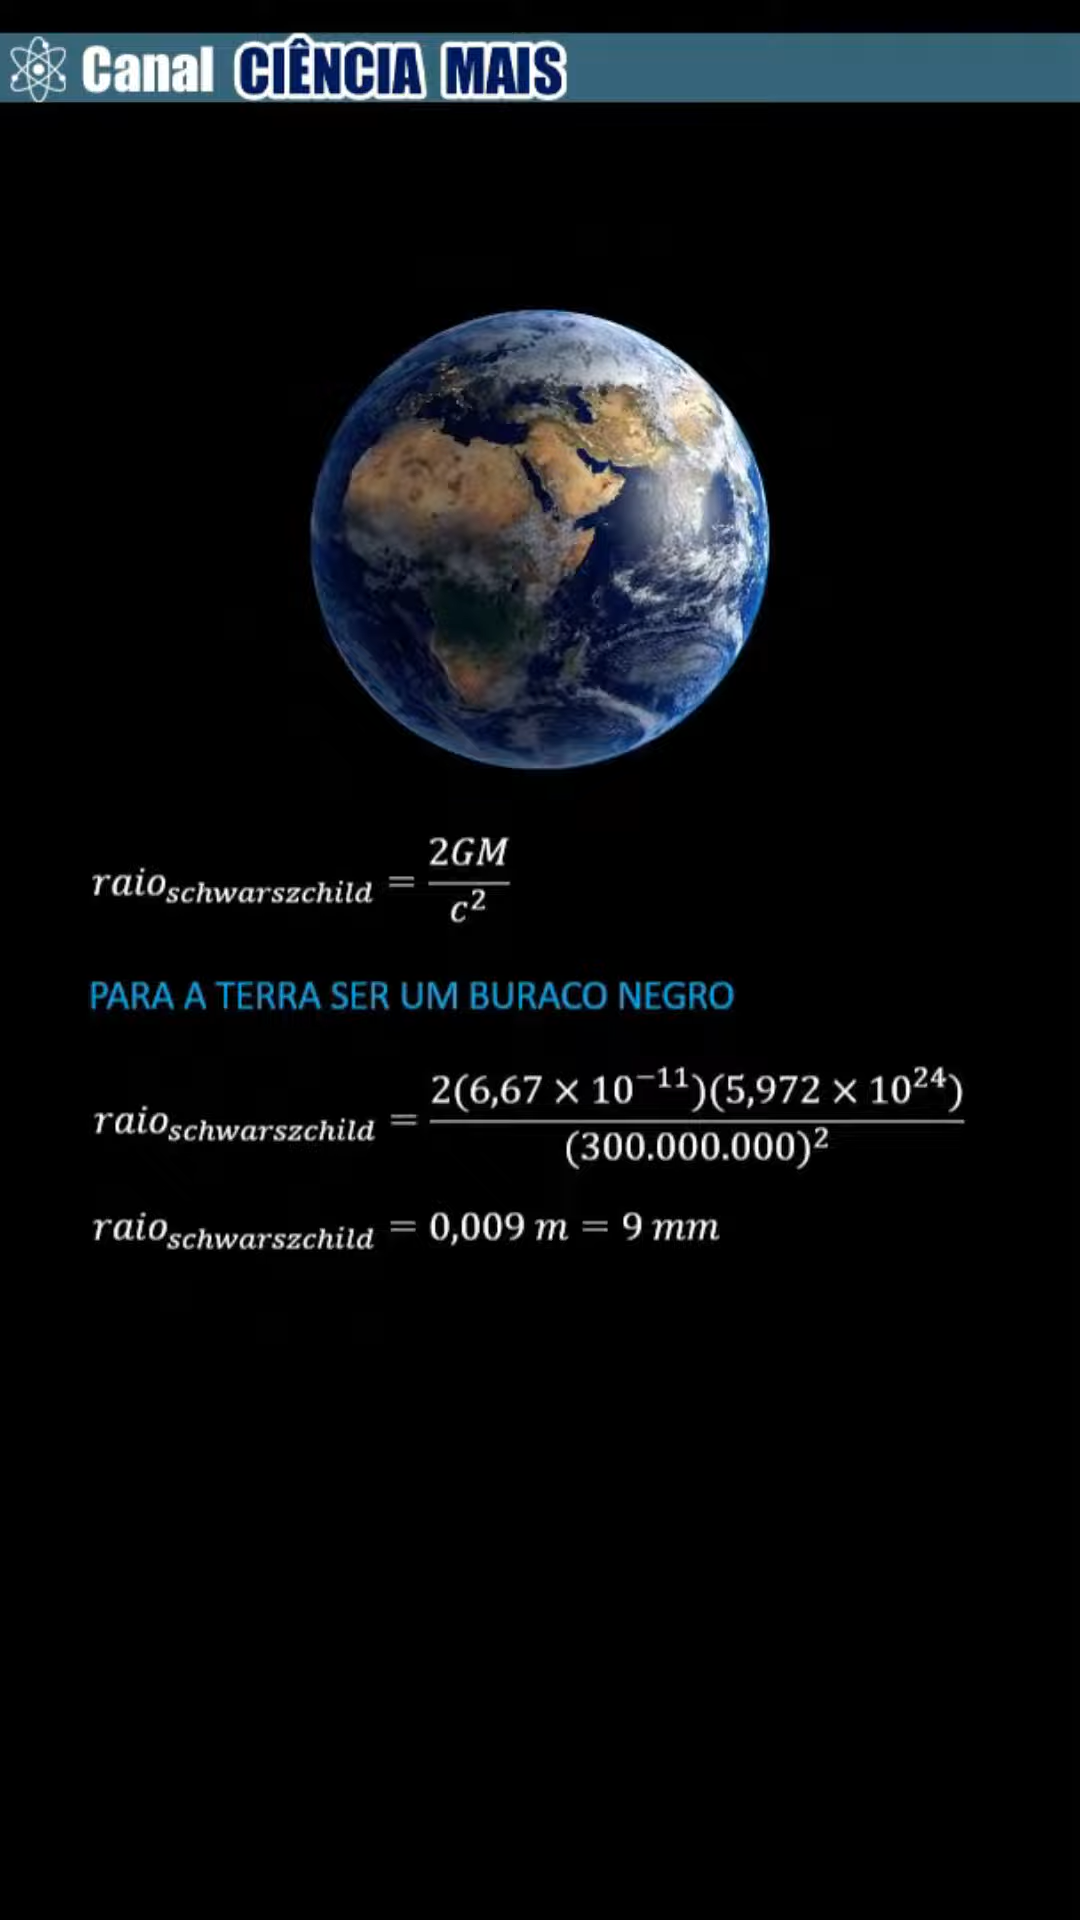 Canal CIÊNCIA MAIS
raio_schwarszchild = 2GM / c²
PARA A TERRA SER UM BURACO NEGRO
raio_schwarszchild = 2(6,67 × 10⁻¹¹)(5,972 × 10²⁴) / (300.000.000)²
raio_schwarszchild = 0,009 m = 9 mm